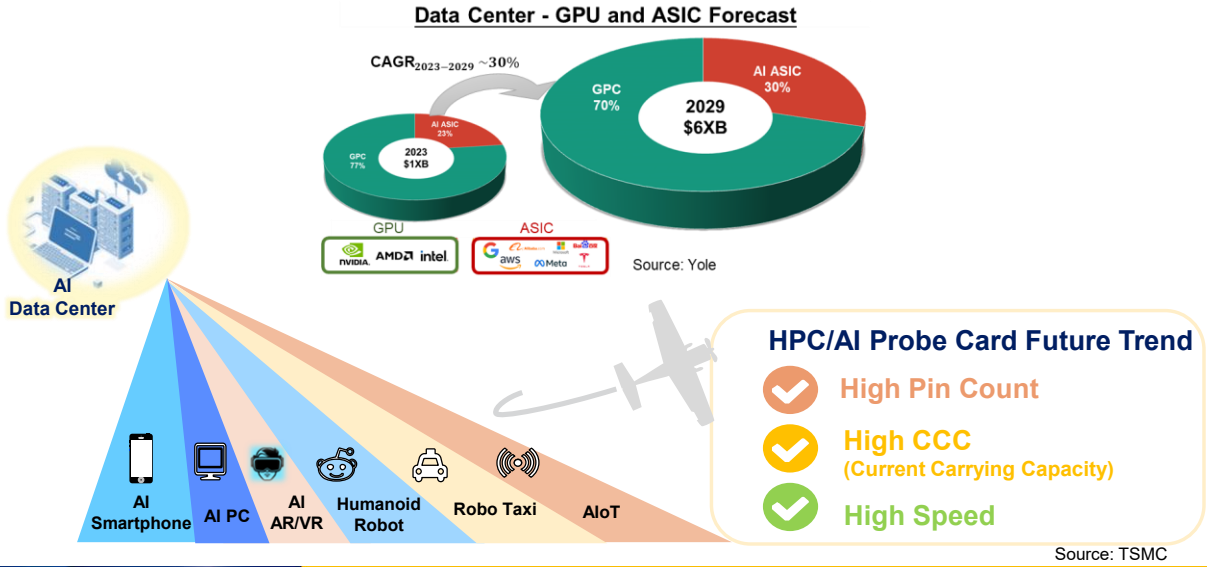 Data Center - GPU and ASIC Forecast
CAGR2023−2029 ~30%
AI ASIC
23%
GPC
77%
2023
$1XB
AI ASIC
30%
GPC
70%
2029
$6XB
GPU
NVIDIA. AMD intel.
ASIC
G aws Meta
Source: Yole
AI
Data Center
AI
Smartphone
AI PC
AI
AR/VR
Humanoid
Robot
Robo Taxi
AIoT
HPC/AI Probe Card Future Trend
High Pin Count
High CCC
(Current Carrying Capacity)
High Speed
Source: TSMC